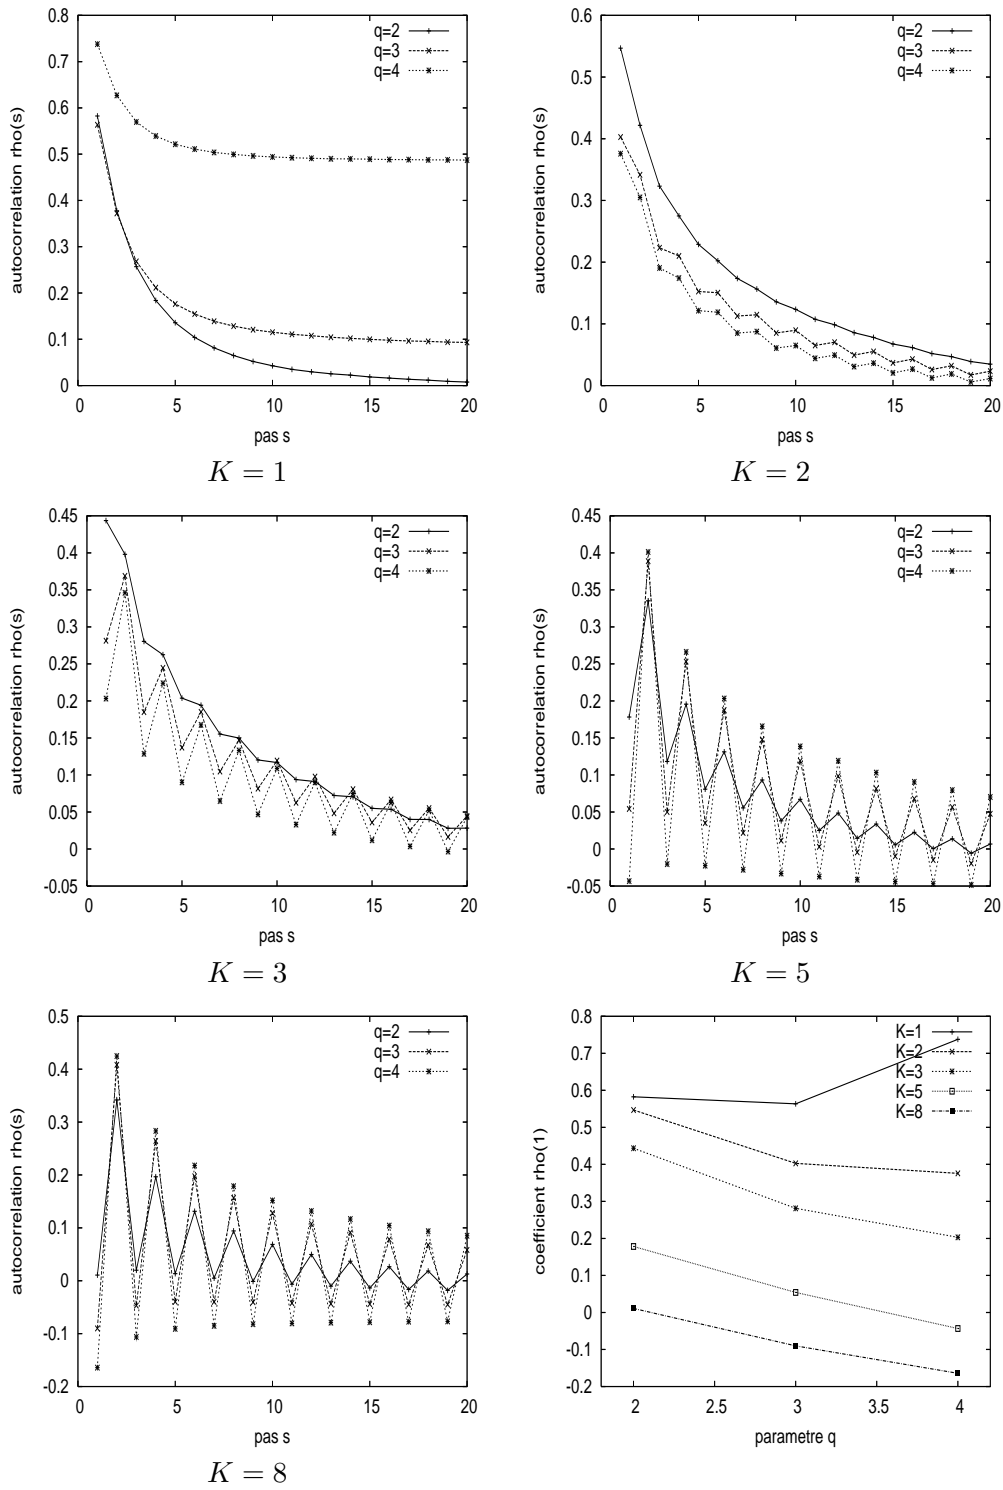 0.8
0.7
0.6
0.5
0.4
0.3
0.2
0.1
0
0 5 10 15 20
autocorrelation rho(s)
pas s
q=2
q=3
q=4
K = 1
0.6
0.5
0.4
0.3
0.2
0.1
0
0 5 10 15 20
autocorrelation rho(s)
pas s
q=2
q=3
q=4
K = 2
0.45
0.4
0.35
0.3
0.25
0.2
0.15
0.1
0.05
0
-0.05
0 5 10 15 20
autocorrelation rho(s)
pas s
q=2
q=3
q=4
K = 3
0.45
0.4
0.35
0.3
0.25
0.2
0.15
0.1
0.05
0
-0.05
0 5 10 15 20
autocorrelation rho(s)
pas s
q=2
q=3
q=4
K = 5
0.5
0.4
0.3
0.2
0.1
0
-0.1
-0.2
0 5 10 15 20
autocorrelation rho(s)
pas s
q=2
q=3
q=4
K = 8
0.8
0.7
0.6
0.5
0.4
0.3
0.2
0.1
0
-0.1
-0.2
2 2.5 3 3.5 4
coefficient rho(1)
parametre q
K=1
K=2
K=3
K=5
K=8